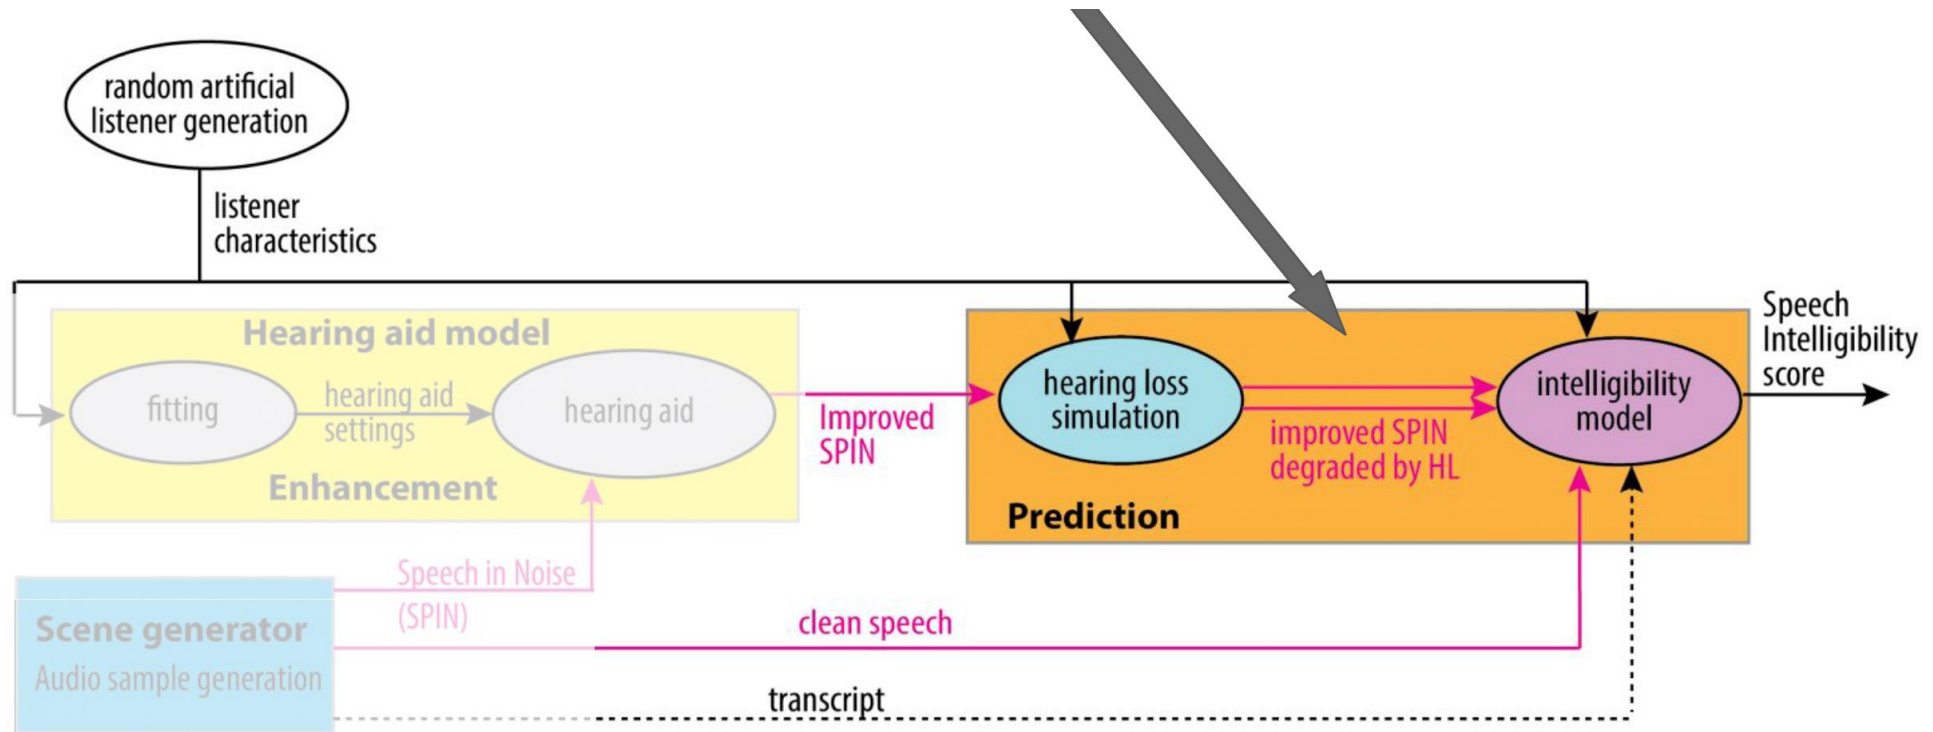 random artificial
listener generation
listener
characteristics
Hearing aid model
fitting
hearing aid
settings
hearing aid
Enhancement
Improved
SPIN
hearing loss
simulation
improved SPIN
degraded by HL
intelligibility
model
Prediction
Speech
Intelligibility
score
Speech in Noise
(SPIN)
Scene generator
Audio sample generation
clean speech
transcript